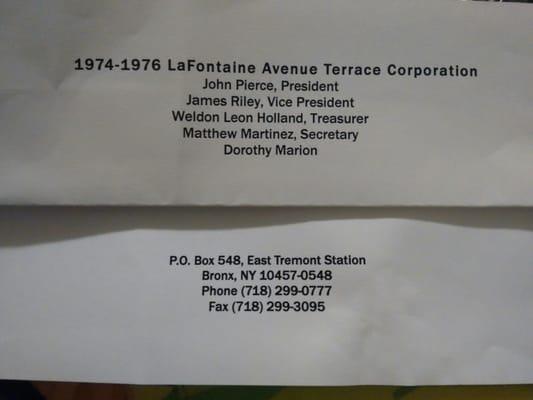 1974-1976 LaFontaine Avenue Terrace Corporation
John Pierce, President
James Riley, Vice President
Weldon Leon Holland, Treasurer
Matthew Martinez, Secretary
Dorothy Marion
P.O. Box 548, East Tremont Station
Bronx, NY 10457-0548
Phone (718) 299-0777
Fax (718) 299-3095